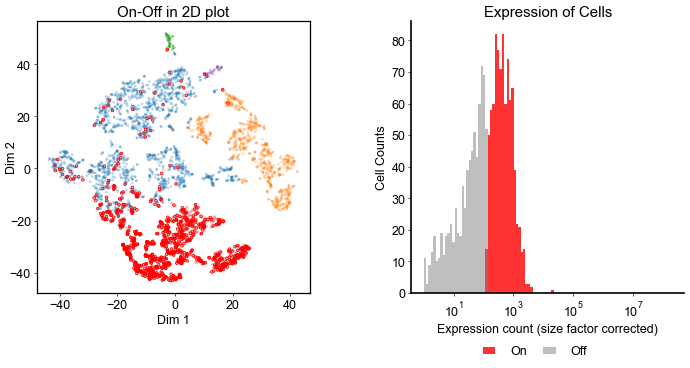 On-Off in 2D plot
40
20
0
−20
−40
Dim 2
−40 −20 0 20 40
Dim 1
Expression of Cells
80
70
60
50
40
30
20
10
0
Cell Counts
10^1 10^3 10^5 10^7
Expression count (size factor corrected)
On Off